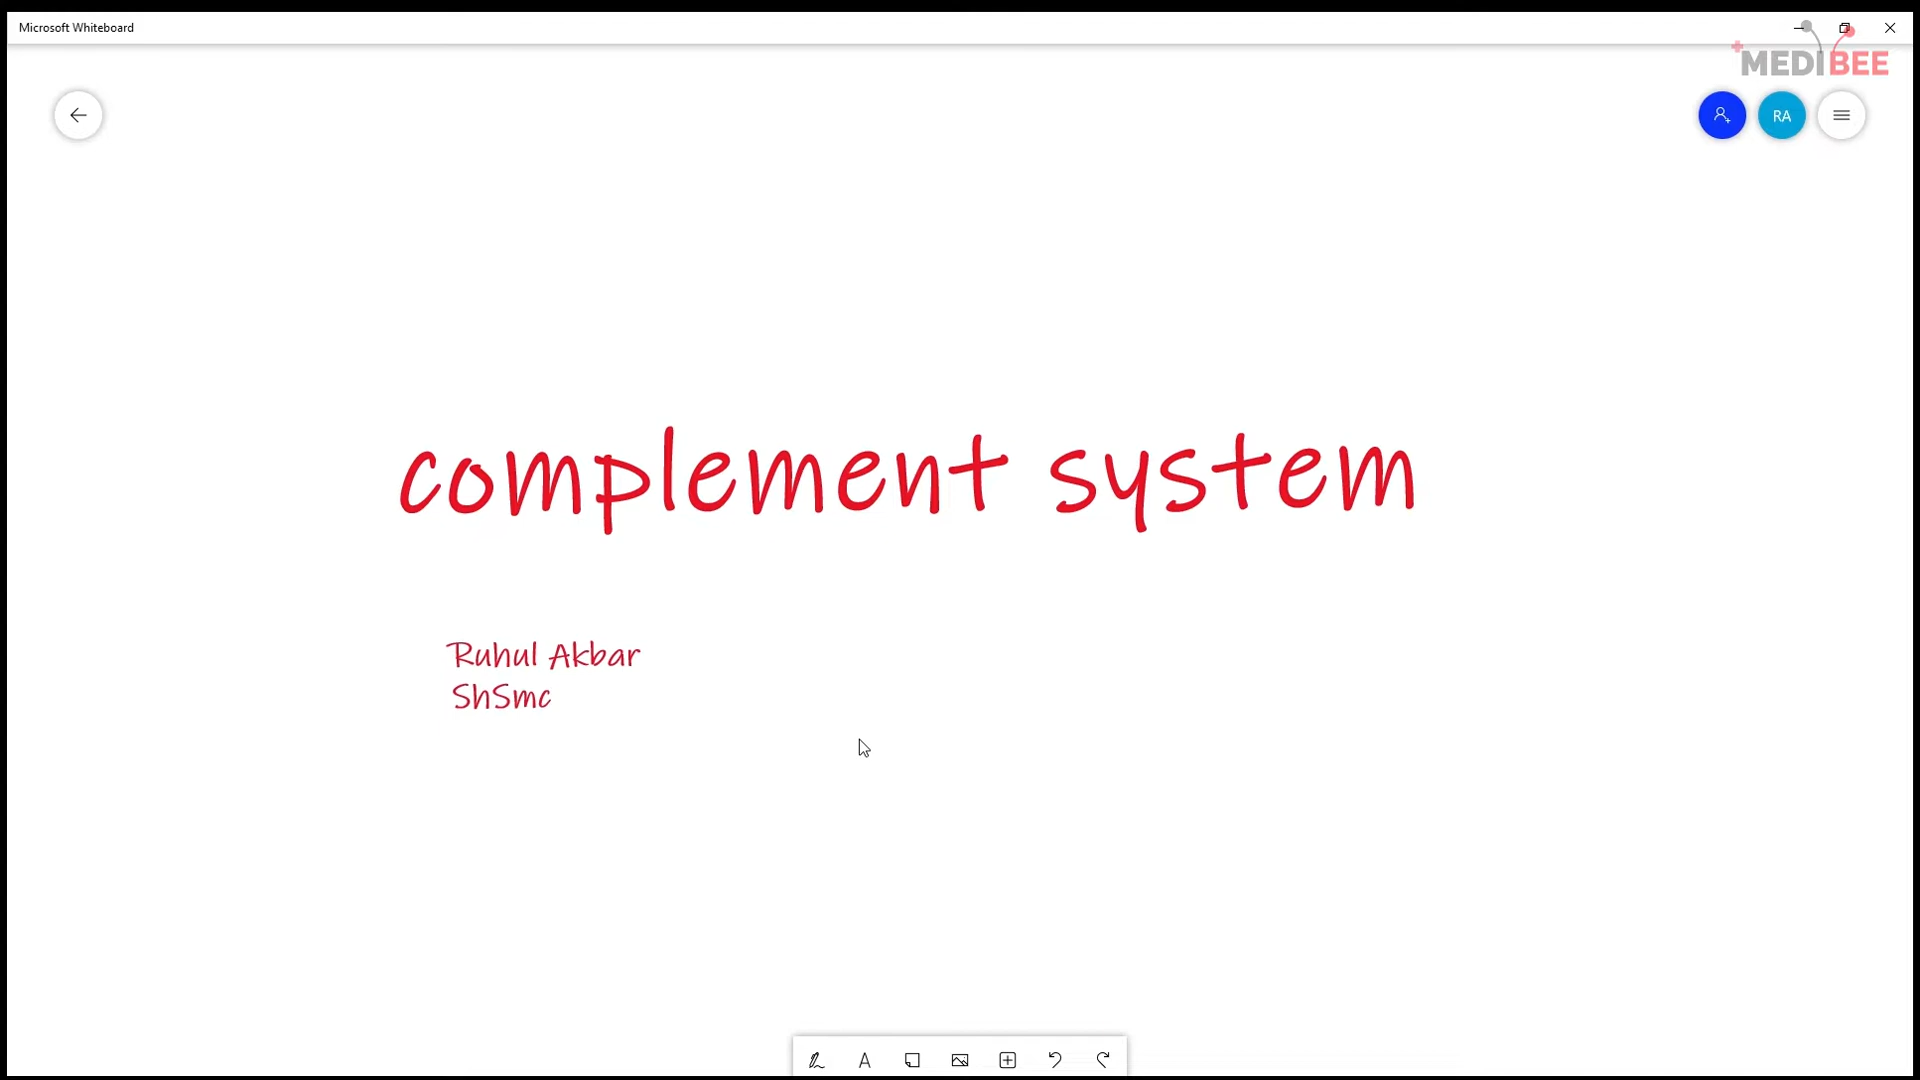 Microsoft Whiteboard
MEDIBEE
RA
complement system
Ruhul Akbar
ShSmc